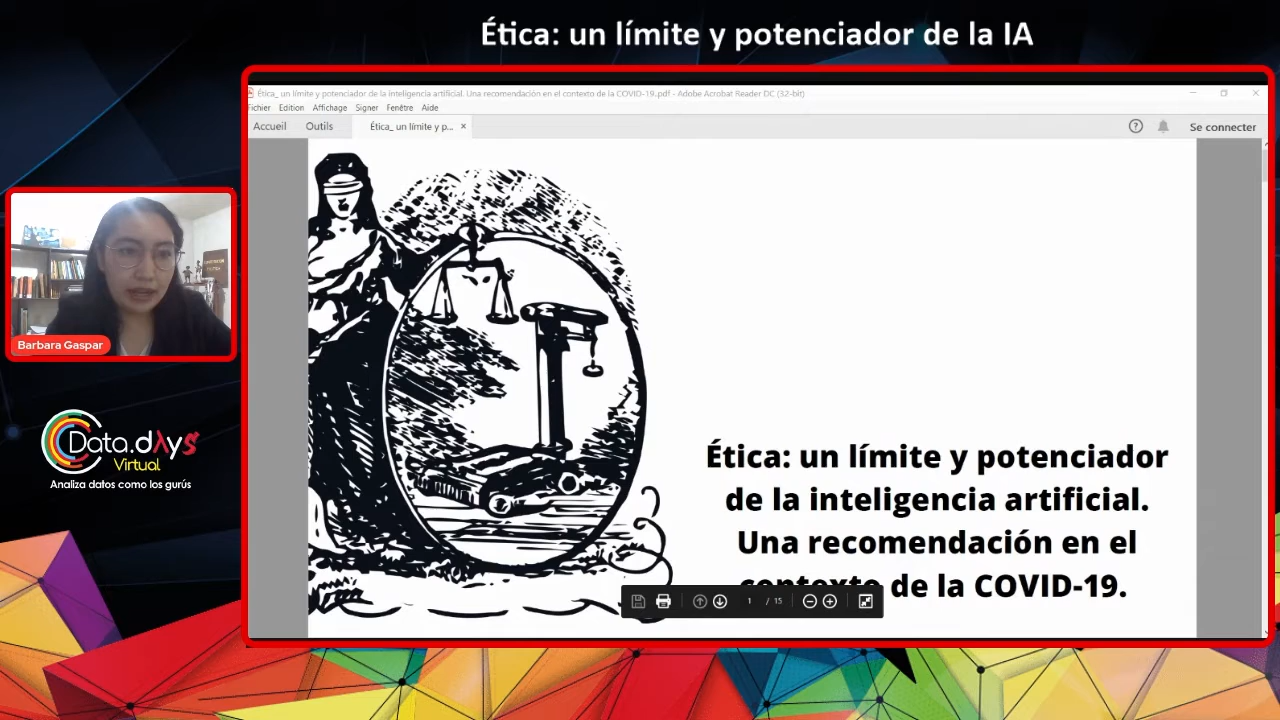 Ética: un límite y potenciador de la IA
Ética_ un límite y potenciador de la inteligencia artificial. Una recomendación en el contexto de la COVID-19.pdf - Adobe Acrobat Reader DC (32-bit)
Fichier Edition Affichage Signer Fenêtre Aide
Accueil Outils Ética_ un límite y p... × Se connecter
Ética: un límite y potenciador
de la inteligencia artificial.
Una recomendación en el
contexto de la COVID-19.
1 / 15
Barbara Gaspar
Data.dAys
Virtual
Analiza datos como los gurús